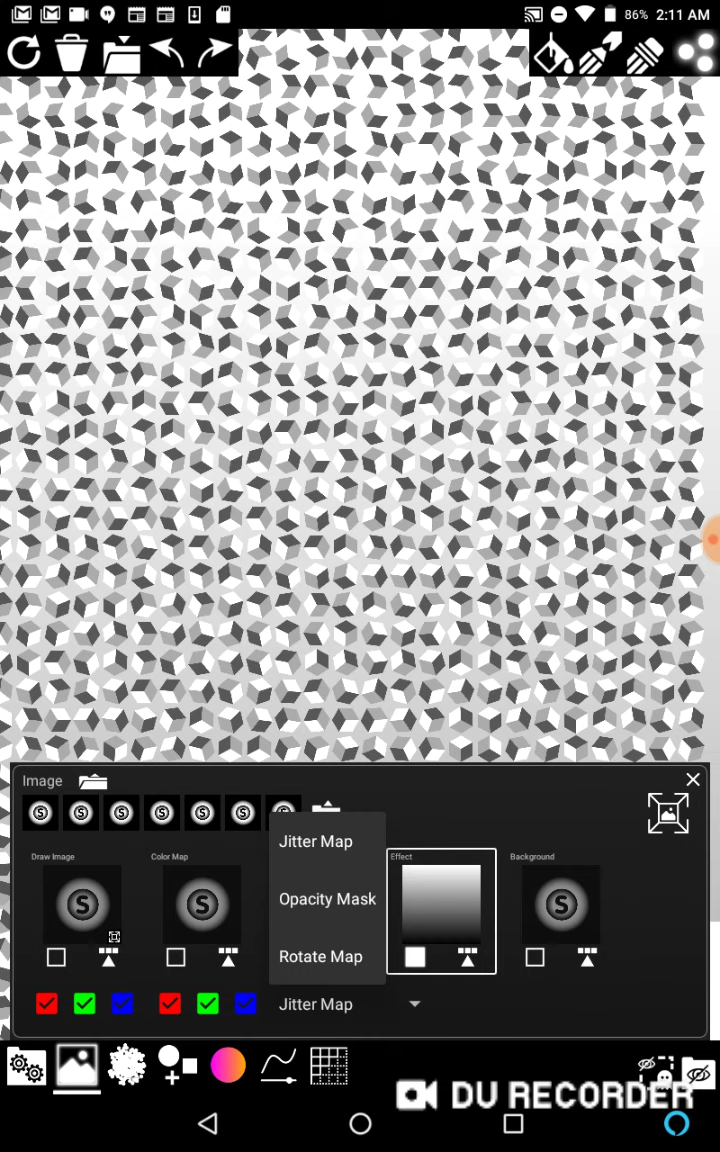 86% 2:11 AM
Image
S S S S S S S
Jitter Map
Draw Image Color Map Effect Background
Opacity Mask
S S S
Rotate Map
Jitter Map
DU RECORDER